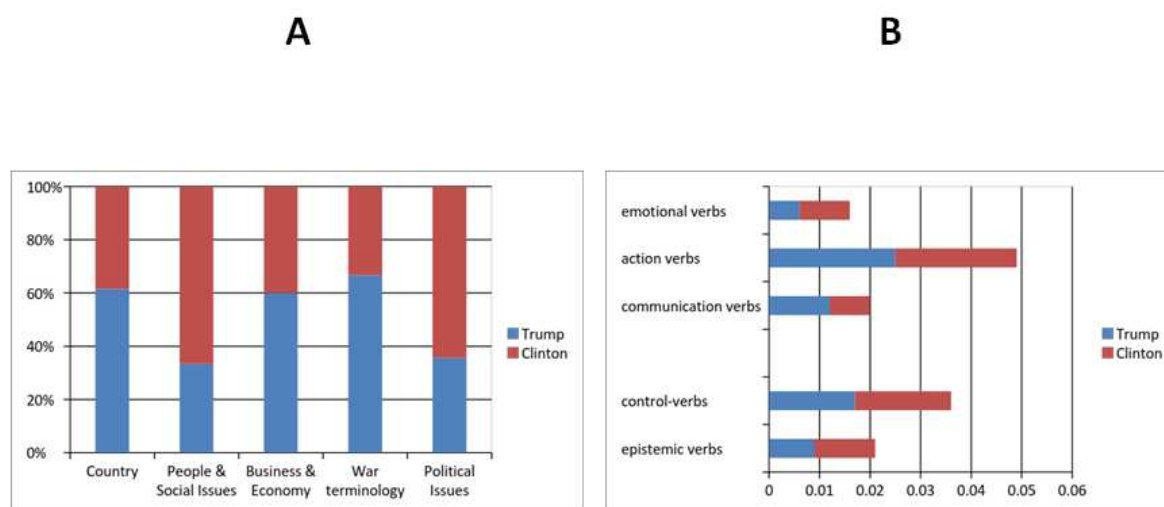 A
B
100%
80%
60%
40%
20%
0%
Country
People &
Social Issues
Business &
Economy
War
terminology
Political
Issues
Trump
Clinton
emotional verbs
action verbs
communication verbs
control-verbs
epistemic verbs
0 0.01 0.02 0.03 0.04 0.05 0.06
Trump
Clinton